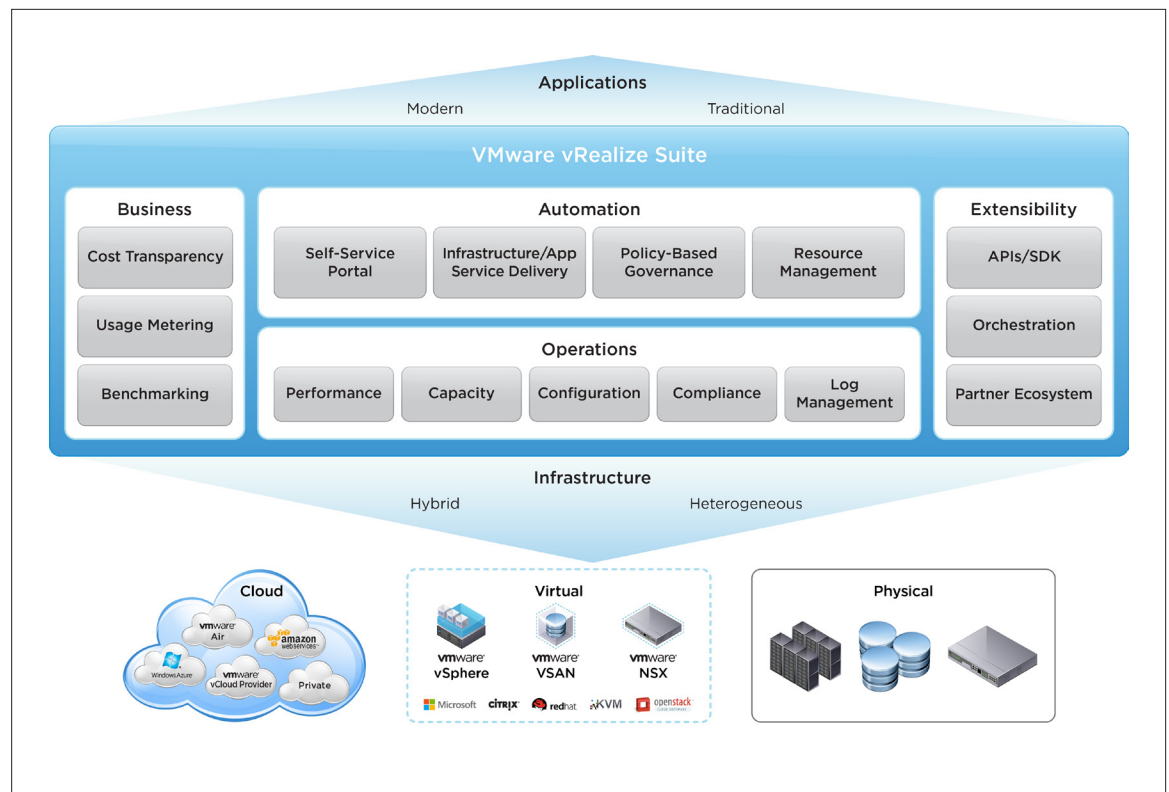 Applications
Modern
Traditional
VMware vRealize Suite
Business
Cost Transparency
Usage Metering
Benchmarking
Automation
Self-Service
Portal
Infrastructure/App
Service Delivery
Policy-Based
Governance
Resource
Management
Operations
Performance
Capacity
Configuration
Compliance
Log
Management
Extensibility
APIs/SDK
Orchestration
Partner Ecosystem
Infrastructure
Hybrid
Heterogeneous
Cloud
vmware
Air
amazon
webservices
Windows Azure
vmware
vCloud Provider
Private
Virtual
vmware
vSphere
vmware
VSAN
vmware
NSX
Microsoft
CITRIX
redhat
KVM
openstack
Physical